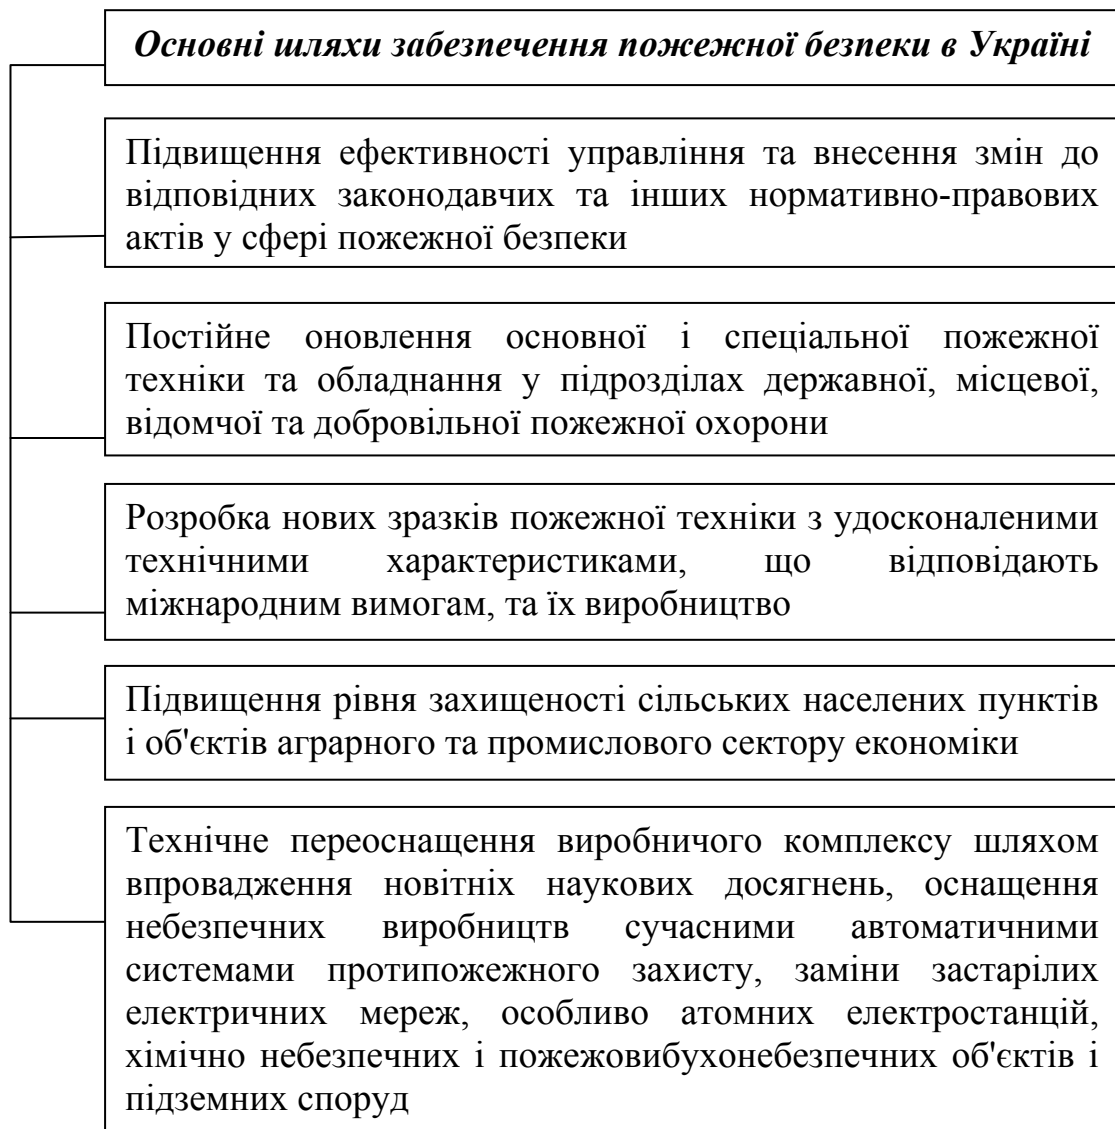 Основні шляхи забезпечення пожежної безпеки в Україні
Підвищення ефективності управління та внесення змін до
відповідних законодавчих та інших нормативно-правових
актів у сфері пожежної безпеки
Постійне оновлення основної і спеціальної пожежної
техніки та обладнання у підрозділах державної, місцевої,
відомчої та добровільної пожежної охорони
Розробка нових зразків пожежної техніки з удосконаленими
технічними характеристиками, що відповідають
міжнародним вимогам, та їх виробництво
Підвищення рівня захищеності сільських населених пунктів
і об'єктів аграрного та промислового сектору економіки
Технічне переоснащення виробничого комплексу шляхом
впровадження новітніх наукових досягнень, оснащення
небезпечних виробництв сучасними автоматичними
системами протипожежного захисту, заміни застарілих
електричних мереж, особливо атомних електростанцій,
хімічно небезпечних і пожежовибухонебезпечних об'єктів і
підземних споруд